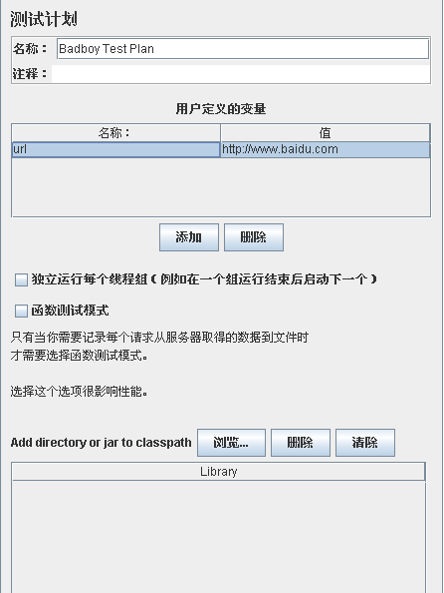 测试计划
名称： Badboy Test Plan
注释：
用户定义的变量
名称： 值
url http://www.baidu.com
添加 删除
独立运行每个线程组（例如在一个组运行结束后启动下一个）
函数测试模式
只有当你需要记录每个请求从服务器取得的数据到文件时
才需要选择函数测试模式。
选择这个选项很影响性能。
Add directory or jar to classpath 浏览... 删除 清除
Library